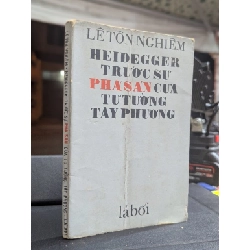 LÊ TÔN NGHIÊM
HEIDEGGER
TRƯỚC SỰ
PHÁ SẢN CỦA
TƯ TƯỞNG
TÂY PHƯƠNG
lá bối